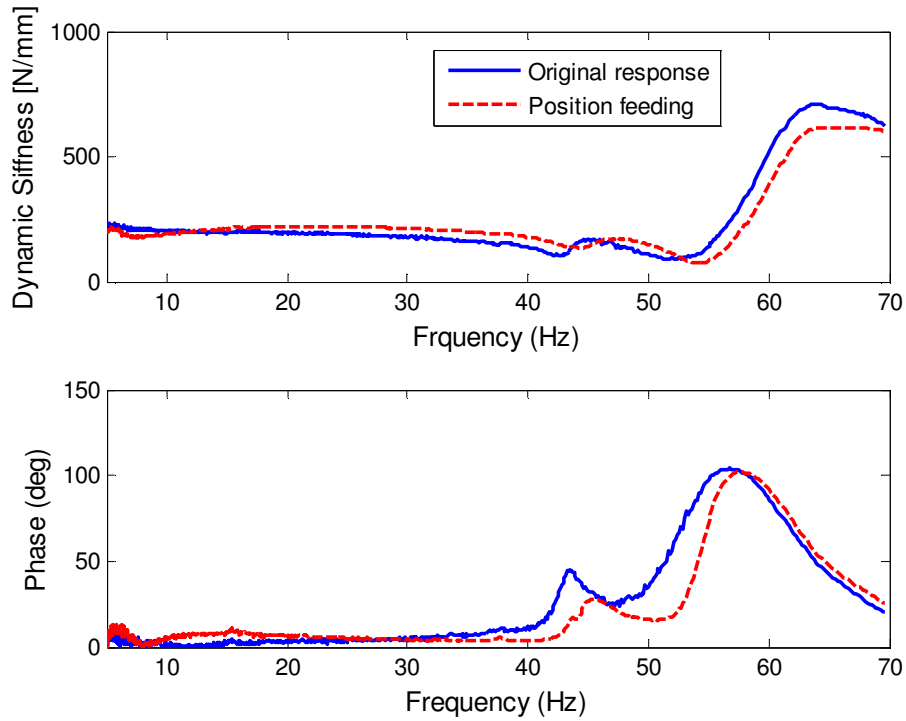 Dynamic Siffness [N/mm]
1000
500
0
Original response
Position feeding
10 20 30 40 50 60 70
Frquency (Hz)
Phase (deg)
150
100
50
0
10 20 30 40 50 60 70
Frequency (Hz)